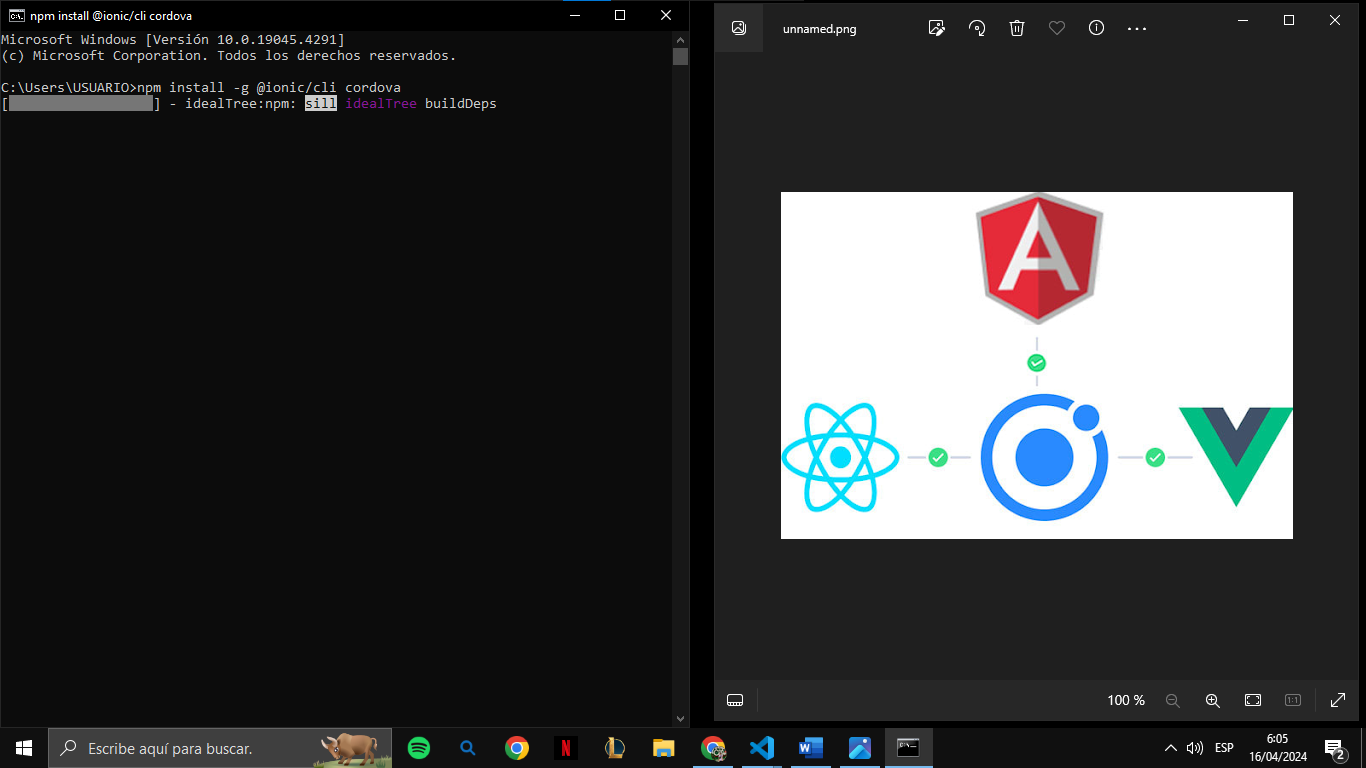 npm install @ionic/cli cordova
Microsoft Windows [Versión 10.0.19045.4291]
(c) Microsoft Corporation. Todos los derechos reservados.
C:\Users\USUARIO>npm install -g @ionic/cli cordova
[                  ] - idealTree:npm: sill idealTree buildDeps
unnamed.png
100 %
1:1
Escribe aquí para buscar.
ESP
6:05
16/04/2024
2